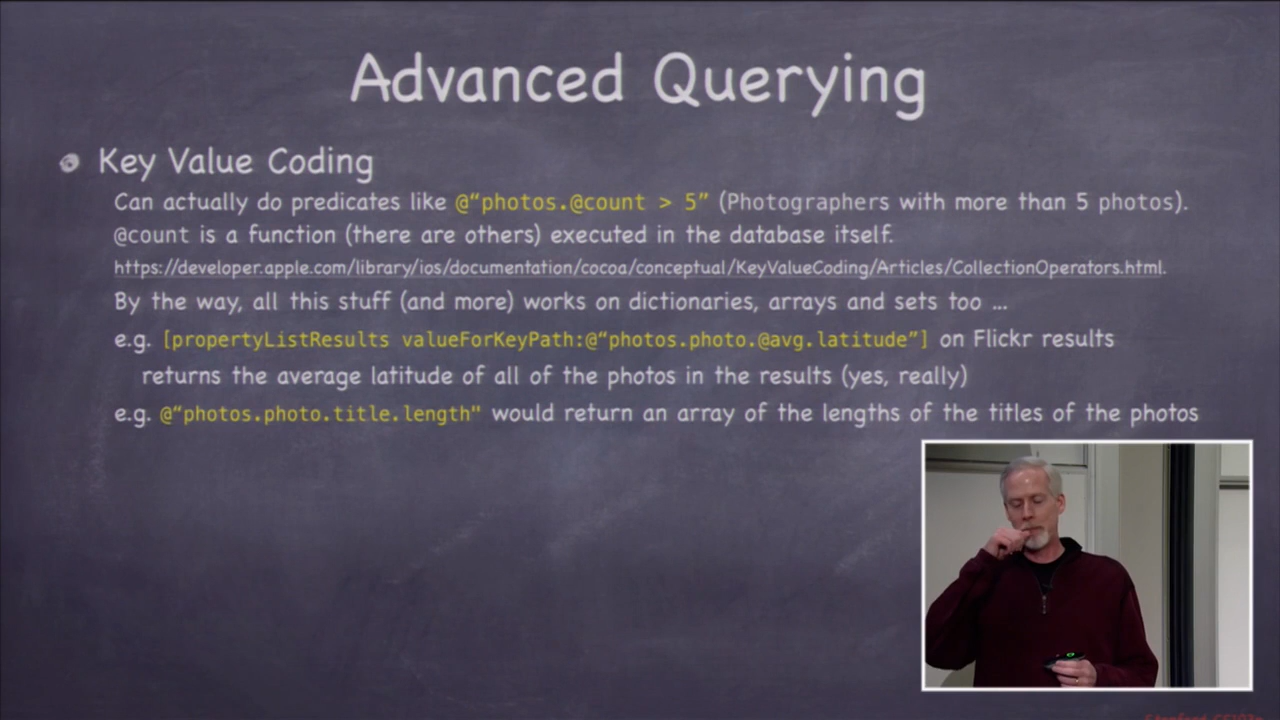 Advanced Querying
Key Value Coding
Can actually do predicates like @“photos.@count > 5” (Photographers with more than 5 photos).
@count is a function (there are others) executed in the database itself.
https://developer.apple.com/library/ios/documentation/cocoa/conceptual/KeyValueCoding/Articles/CollectionOperators.html.
By the way, all this stuff (and more) works on dictionaries, arrays and sets too ...
e.g. [propertyListResults valueForKeyPath:@“photos.photo.@avg.latitude”] on Flickr results
returns the average latitude of all of the photos in the results (yes, really)
e.g. @“photos.photo.title.length" would return an array of the lengths of the titles of the photos